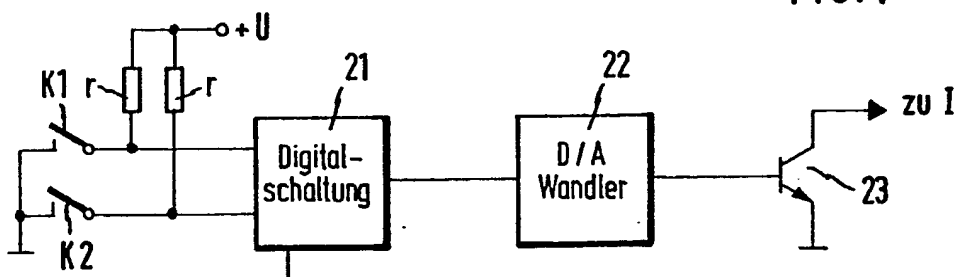 +U
21
22
K1
r
r
zu I
Digital-
schaltung
D/A
Wandler
23
K2